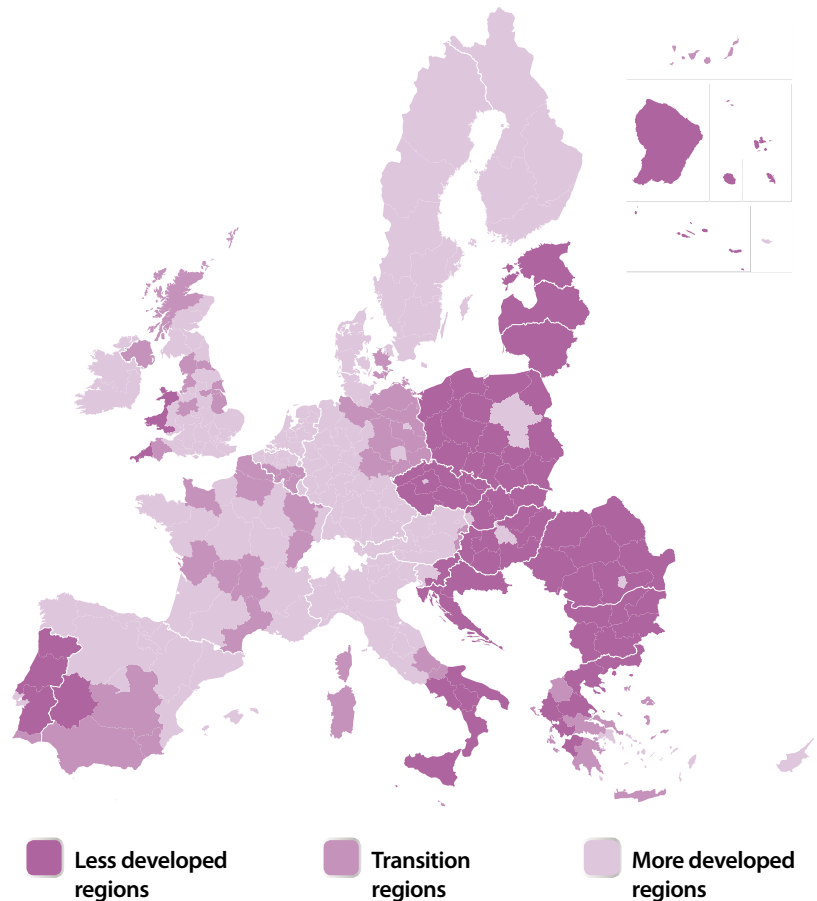 Less developed
regions
Transition
regions
More developed
regions